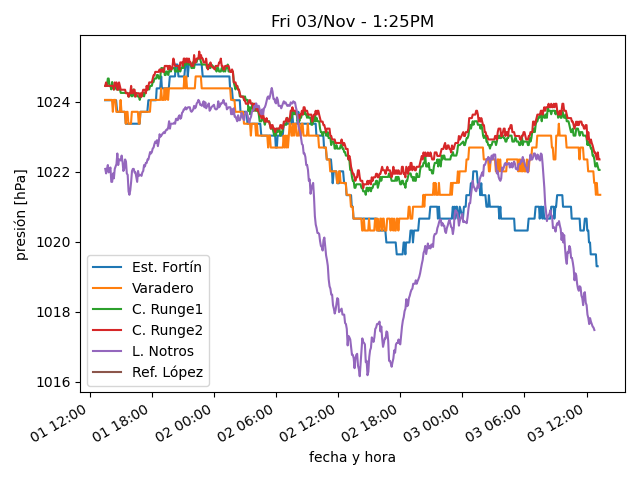 Fri 03/Nov - 1:25PM
presión [hPa]
1024
1022
1020
1018
1016
Est. Fortín
Varadero
C. Runge1
C. Runge2
L. Notros
Ref. López
01 12:00
01 18:00
02 00:00
02 06:00
02 12:00
02 18:00
03 00:00
03 06:00
03 12:00
fecha y hora